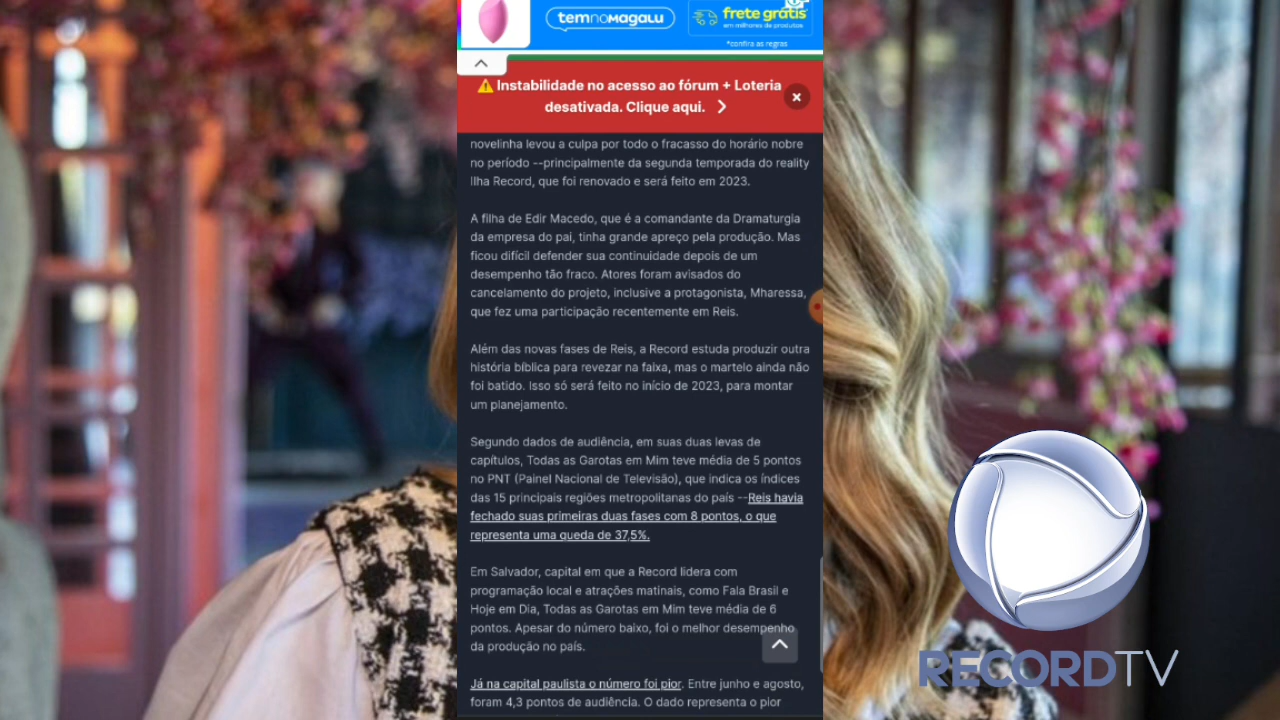 temnoMagalu
frete grátis
em milhares de produtos
*confira as regras
Instabilidade no acesso ao fórum + Loteria
desativada. Clique aqui.
novelinha levou a culpa por todo o fracasso do horário nobre
no período --principalmente da segunda temporada do reality
Ilha Record, que foi renovado e será feito em 2023.
A filha de Edir Macedo, que é a comandante da Dramaturgia
da empresa do pai, tinha grande apreço pela produção. Mas
ficou difícil defender sua continuidade depois de um
desempenho tão fraco. Atores foram avisados do
cancelamento do projeto, inclusive a protagonista, Mharessa,
que fez uma participação recentemente em Reis.
Além das novas fases de Reis, a Record estuda produzir outra
história bíblica para revezar na faixa, mas o martelo ainda não
foi batido. Isso só será feito no início de 2023, para montar
um planejamento.
Segundo dados de audiência, em suas duas levas de
capítulos, Todas as Garotas em Mim teve média de 5 pontos
no PNT (Painel Nacional de Televisão), que indica os índices
das 15 principais regiões metropolitanas do país --Reis havia
fechado suas primeiras duas fases com 8 pontos, o que
representa uma queda de 37,5%.
Em Salvador, capital em que a Record lidera com
programação local e atrações matinais, como Fala Brasil e
Hoje em Dia, Todas as Garotas em Mim teve média de 6
pontos. Apesar do número baixo, foi o melhor desempenho
da produção no país.
Já na capital paulista o número foi pior. Entre junho e agosto,
foram 4,3 pontos de audiência. O dado representa o pior
RECORDTV